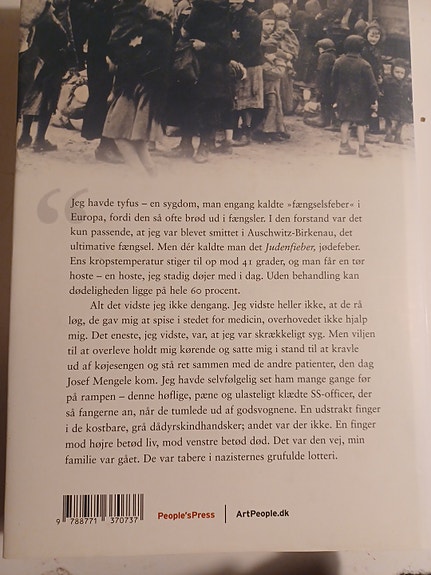 “
Jeg havde tyfus – en sygdom, man engang kaldte »fængselsfeber« i
Europa, fordi den så ofte brød ud i fængsler. I den forstand var det
kun passende, at jeg var blevet smittet i Auschwitz-Birkenau, det
ultimative fængsel. Men dér kaldte man det Judenfieber, jødefeber.
Ens kropstemperatur stiger til op mod 41 grader, og man får en tør
hoste – en hoste, jeg stadig døjer med i dag. Uden behandling kan
dødeligheden ligge på hele 60 procent.
Alt det vidste jeg ikke dengang. Jeg vidste heller ikke, at de rå
løg, de gav mig at spise i stedet for medicin, overhovedet ikke hjalp
mig. Det eneste, jeg vidste, var, at jeg var skrækkeligt syg. Men viljen
til at overleve holdt mig kørende og satte mig i stand til at kravle
ud af køjesengen og stå ret sammen med de andre patienter, den dag
Josef Mengele kom. Jeg havde selvfølgelig set ham mange gange før
på rampen – denne høflige, pæne og ulasteligt klædte SS-officer, der
så fangerne an, når de tumlede ud af godsvognene. En udstrakt finger
i de kostbare, grå dådyrskindhandsker; andet var der ikke. En finger
mod højre betød liv, mod venstre betød død. Det var den vej, min
familie var gået. De var tabere i nazisternes grufulde lotteri.
9 788771 370737
People'sPress | ArtPeople.dk